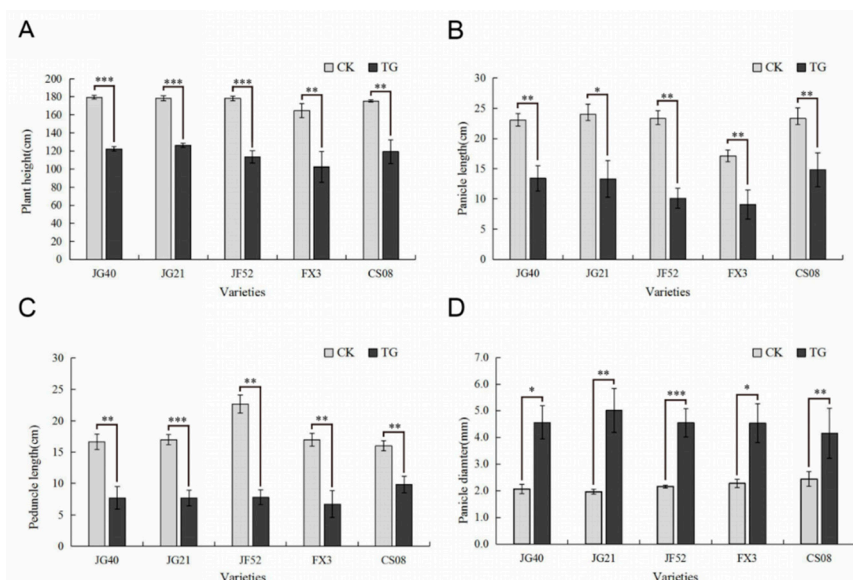 A
CK TG
200
180
160
140
120
100
80
60
40
20
0
Plant height(cm)
*** *** *** ** **
JG40 JG21 JF52 FX3 CS08
Varieties
B
CK TG
30
25
20
15
10
5
0
Panicle length(cm)
** * ** ** **
JG40 JG21 JF52 FX3 CS08
Varieties
C
CK TG
30
25
20
15
10
5
0
Peduncle length(cm)
** *** ** ** **
JG40 JG21 JF52 FX3 CS08
Varieties
D
CK TG
7.0
6.0
5.0
4.0
3.0
2.0
1.0
0.0
Panicle diamter(mm)
* ** *** * **
JG40 JG21 JF52 FX3 CS08
Varieties